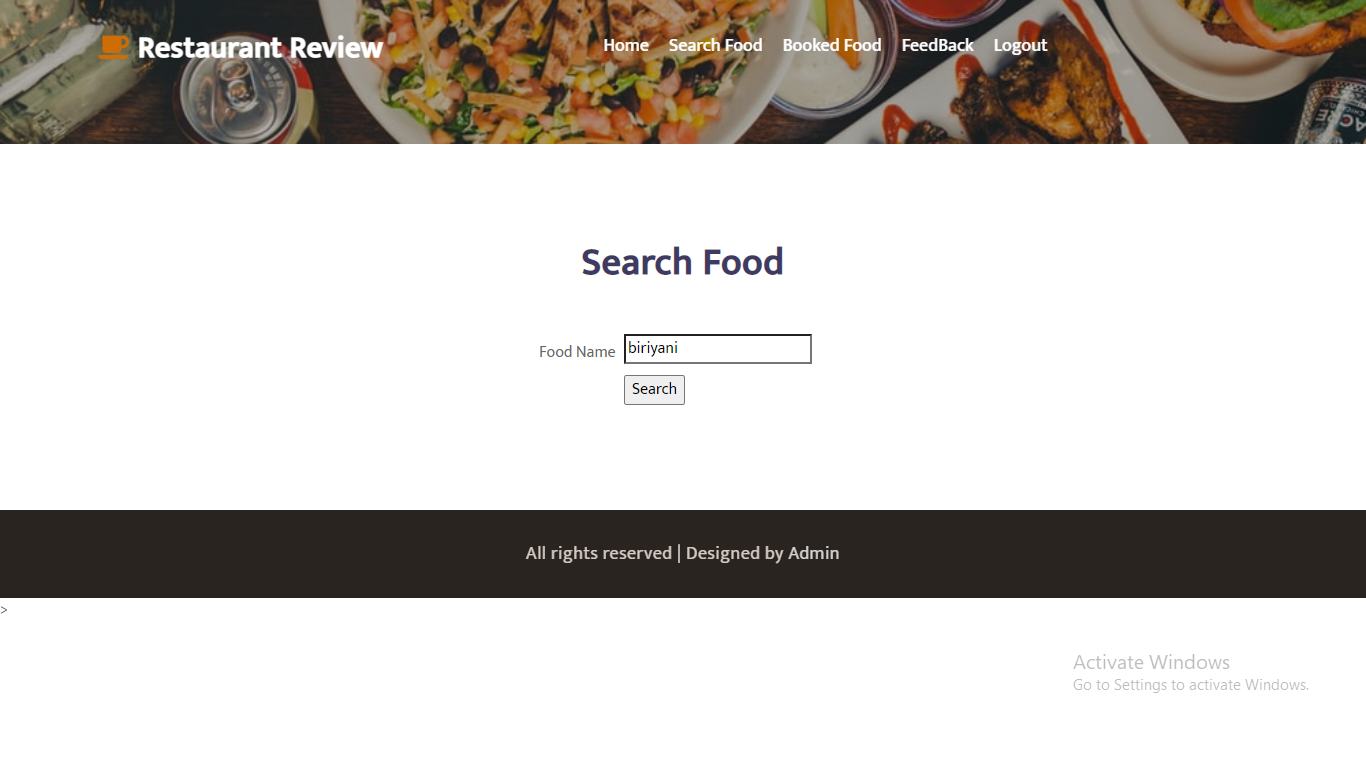 Restaurant Review
Home Search Food Booked Food FeedBack Logout
Search Food
Food Name biriyani
Search
All rights reserved | Designed by Admin
>
Activate Windows
Go to Settings to activate Windows.